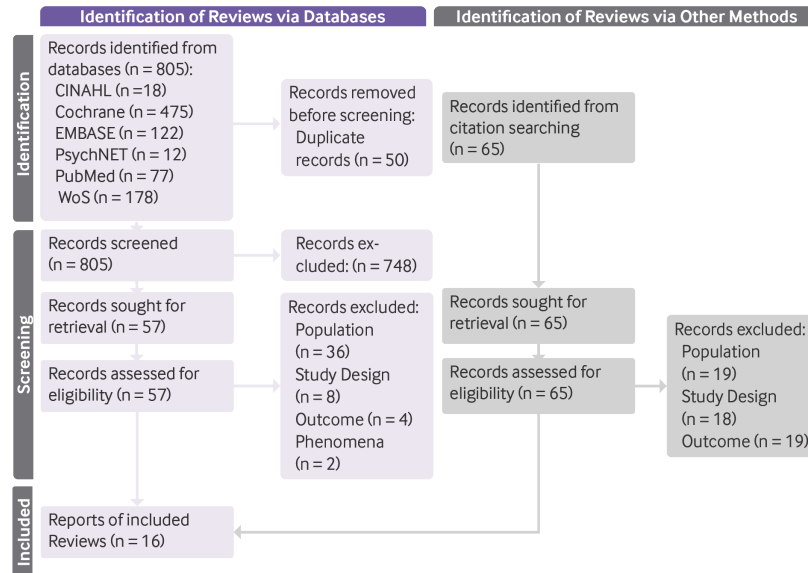 Identification of Reviews via Databases
Identification of Reviews via Other Methods
Identification
Records identified from
databases (n = 805):
CINAHL (n =18)
Cochrane (n = 475)
EMBASE (n = 122)
PsychNET (n = 12)
PubMed (n = 77)
WoS (n = 178)
Records removed
before screening:
Duplicate
records (n = 50)
Records identified from
citation searching
(n = 65)
Screening
Records screened
(n = 805)
Records ex-
cluded: (n = 748)
Records sought for
retrieval (n = 57)
Records assessed for
eligibility (n = 57)
Records excluded:
Population
(n = 36)
Study Design
(n = 8)
Outcome (n = 4)
Phenomena
(n = 2)
Records sought for
retrieval (n = 65)
Records assessed for
eligibility (n = 65)
Records excluded:
Population
(n = 19)
Study Design
(n = 18)
Outcome (n = 19)
Included
Reports of included
Reviews (n = 16)